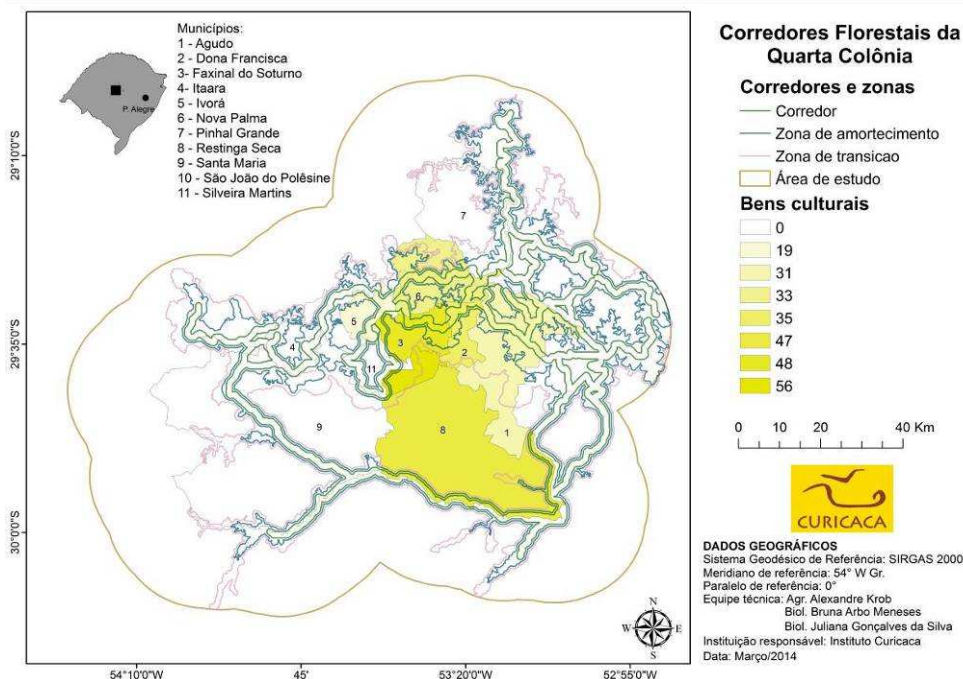 Municípios:
1 - Agudo
2 - Dona Francisca
3- Faxinal do Soturno
4- Itaara
5 - Ivorá
6 - Nova Palma
7 - Pinhal Grande
8 - Restinga Seca
9 - Santa Maria
10 - São João do Polêsine
11 - Silveira Martins
P. Alegre
29°10'0"S
29°35'0"S
30°0'0"S
7
6
5
4
3
2
11
9
8
1
N
W E
S
54°10'0"W 45' 53°20'0"W 52°55'0"W
Corredores Florestais da
Quarta Colônia
Corredores e zonas
Corredor
Zona de amortecimento
Zona de transicao
Área de estudo
Bens culturais
0
19
31
33
35
47
48
56
0 10 20 40 Km
CURICACA
DADOS GEOGRÁFICOS
Sistema Geodésico de Referência: SIRGAS 2000
Meridiano de referência: 54° W Gr.
Paralelo de referência: 0°
Equipe técnica: Agr. Alexandre Krob
Biol. Bruna Arbo Meneses
Biol. Juliana Gonçalves da Silva
Instituição responsável: Instituto Curicaca
Data: Março/2014